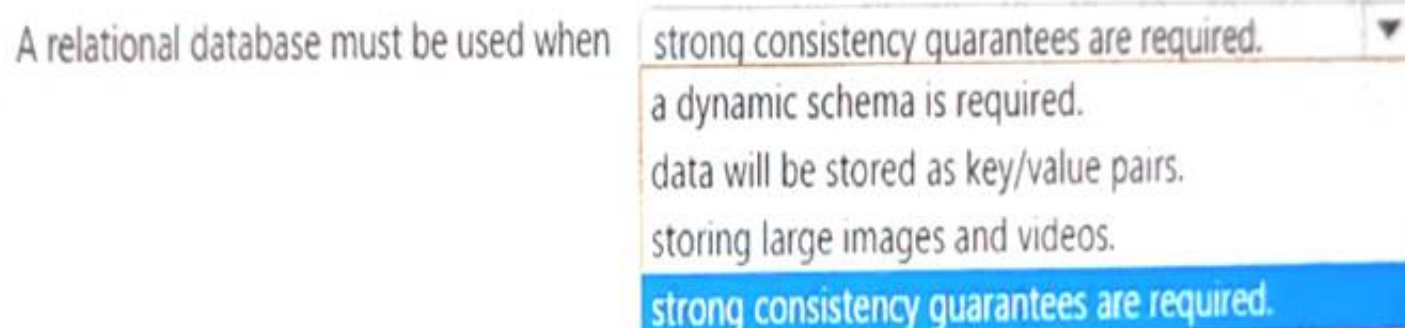 A relational database must be used when strong consistency guarantees are required.
a dynamic schema is required.
data will be stored as key/value pairs.
storing large images and videos.
strong consistency guarantees are required.